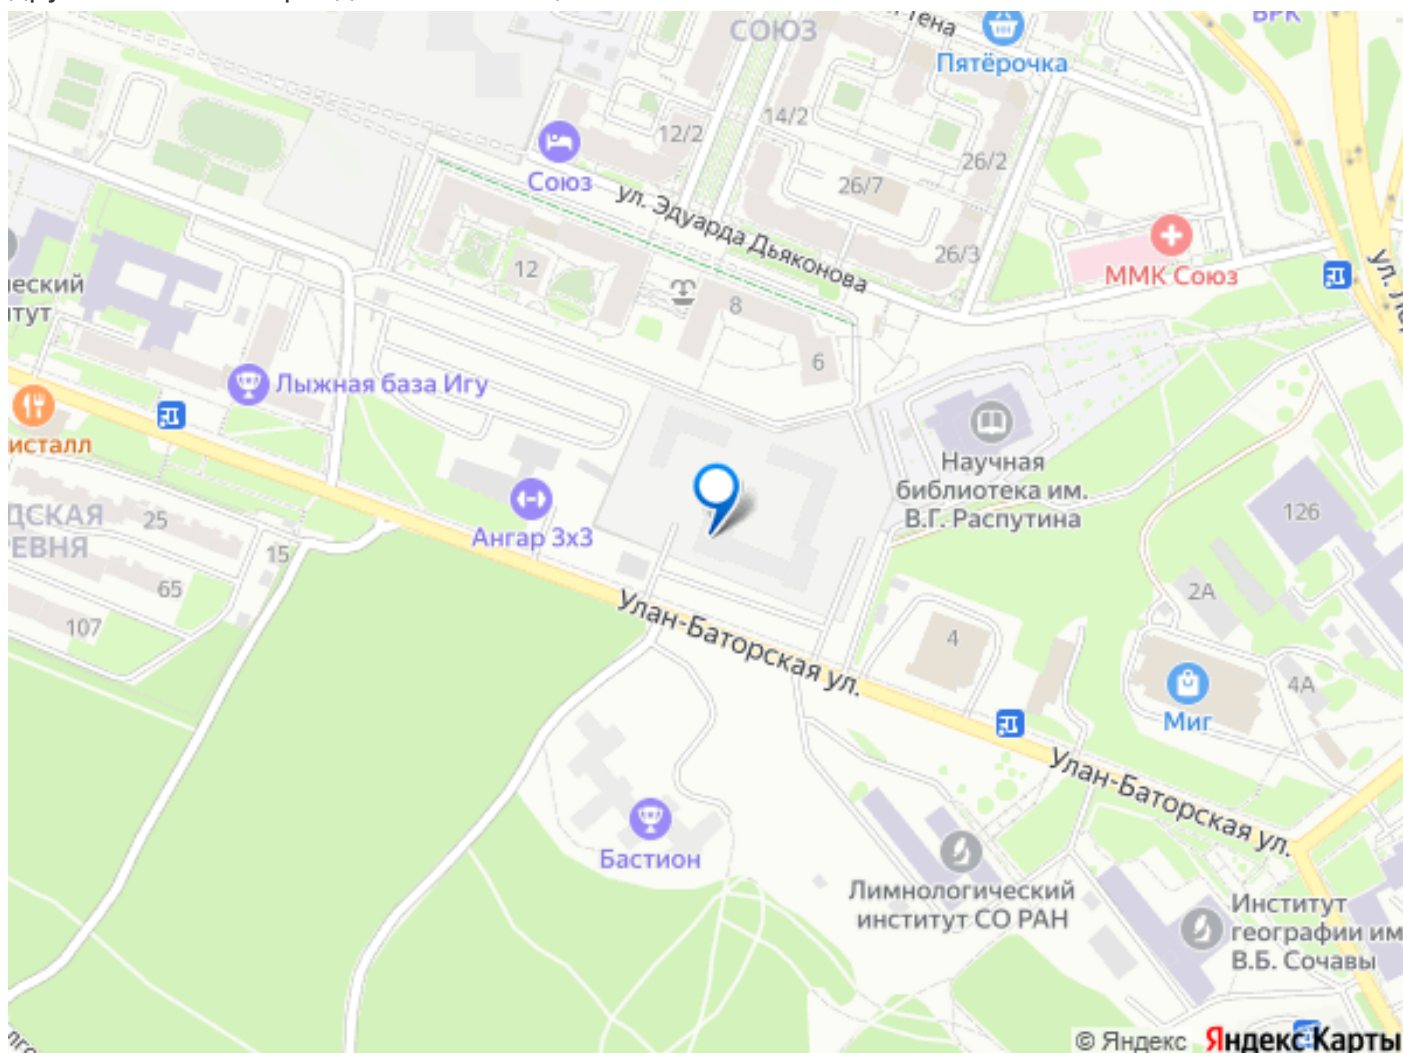 СОЮЗ
Пятёрочка
12/2
14/2
26/2
Союз
26/7
ул. Эдуарда Дьяконова
26/3
ММК Союз
12
8
6
Лыжная база Игу
Научная
библиотека им.
В.Г. Распутина
Ангар 3х3
25
15
65
107
126
2А
4
4А
Миг
Улан-Баторская ул.
Улан-Баторская ул.
Бастион
Лимнологический
институт СО РАН
Институт
географии им
В.Б. Сочавы
© Яндекс Яндекс Карты